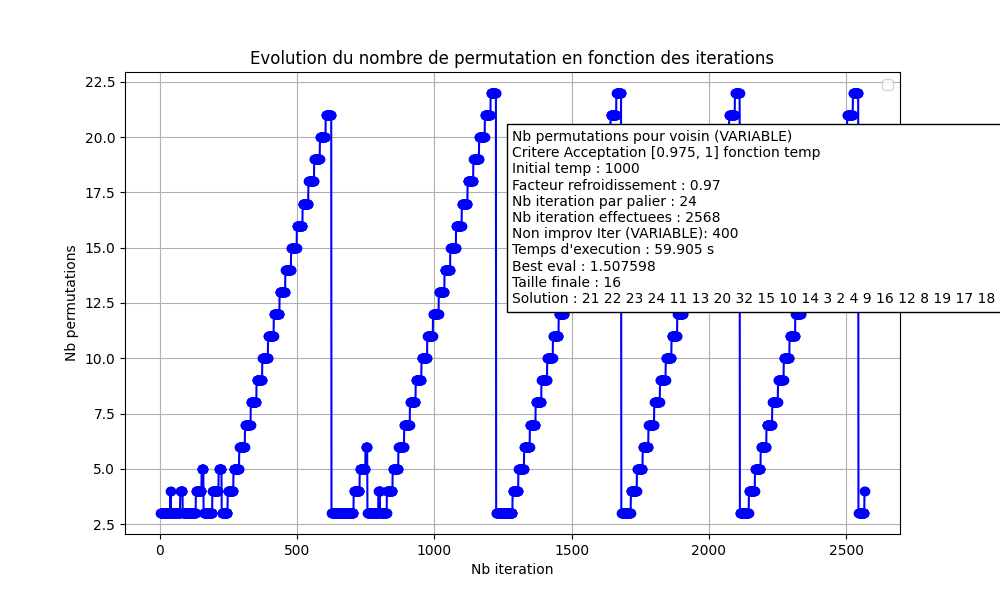 Evolution du nombre de permutation en fonction des iterations
22.5
20.0
17.5
15.0
12.5
10.0
7.5
5.0
2.5
Nb permutations
Nb permutations pour voisin (VARIABLE)
Critere Acceptation [0.975, 1] fonction temp
Initial temp : 1000
Facteur refroidissement : 0.97
Nb iteration par palier : 24
Nb iteration effectuees : 2568
Non improv Iter (VARIABLE): 400
Temps d'execution : 59.905 s
Best eval : 1.507598
Taille finale : 16
Solution : 21 22 23 24 11 13 20 32 15 10 14 3 2 4 9 16 12 8 19 17 18
0 500 1000 1500 2000 2500
Nb iteration